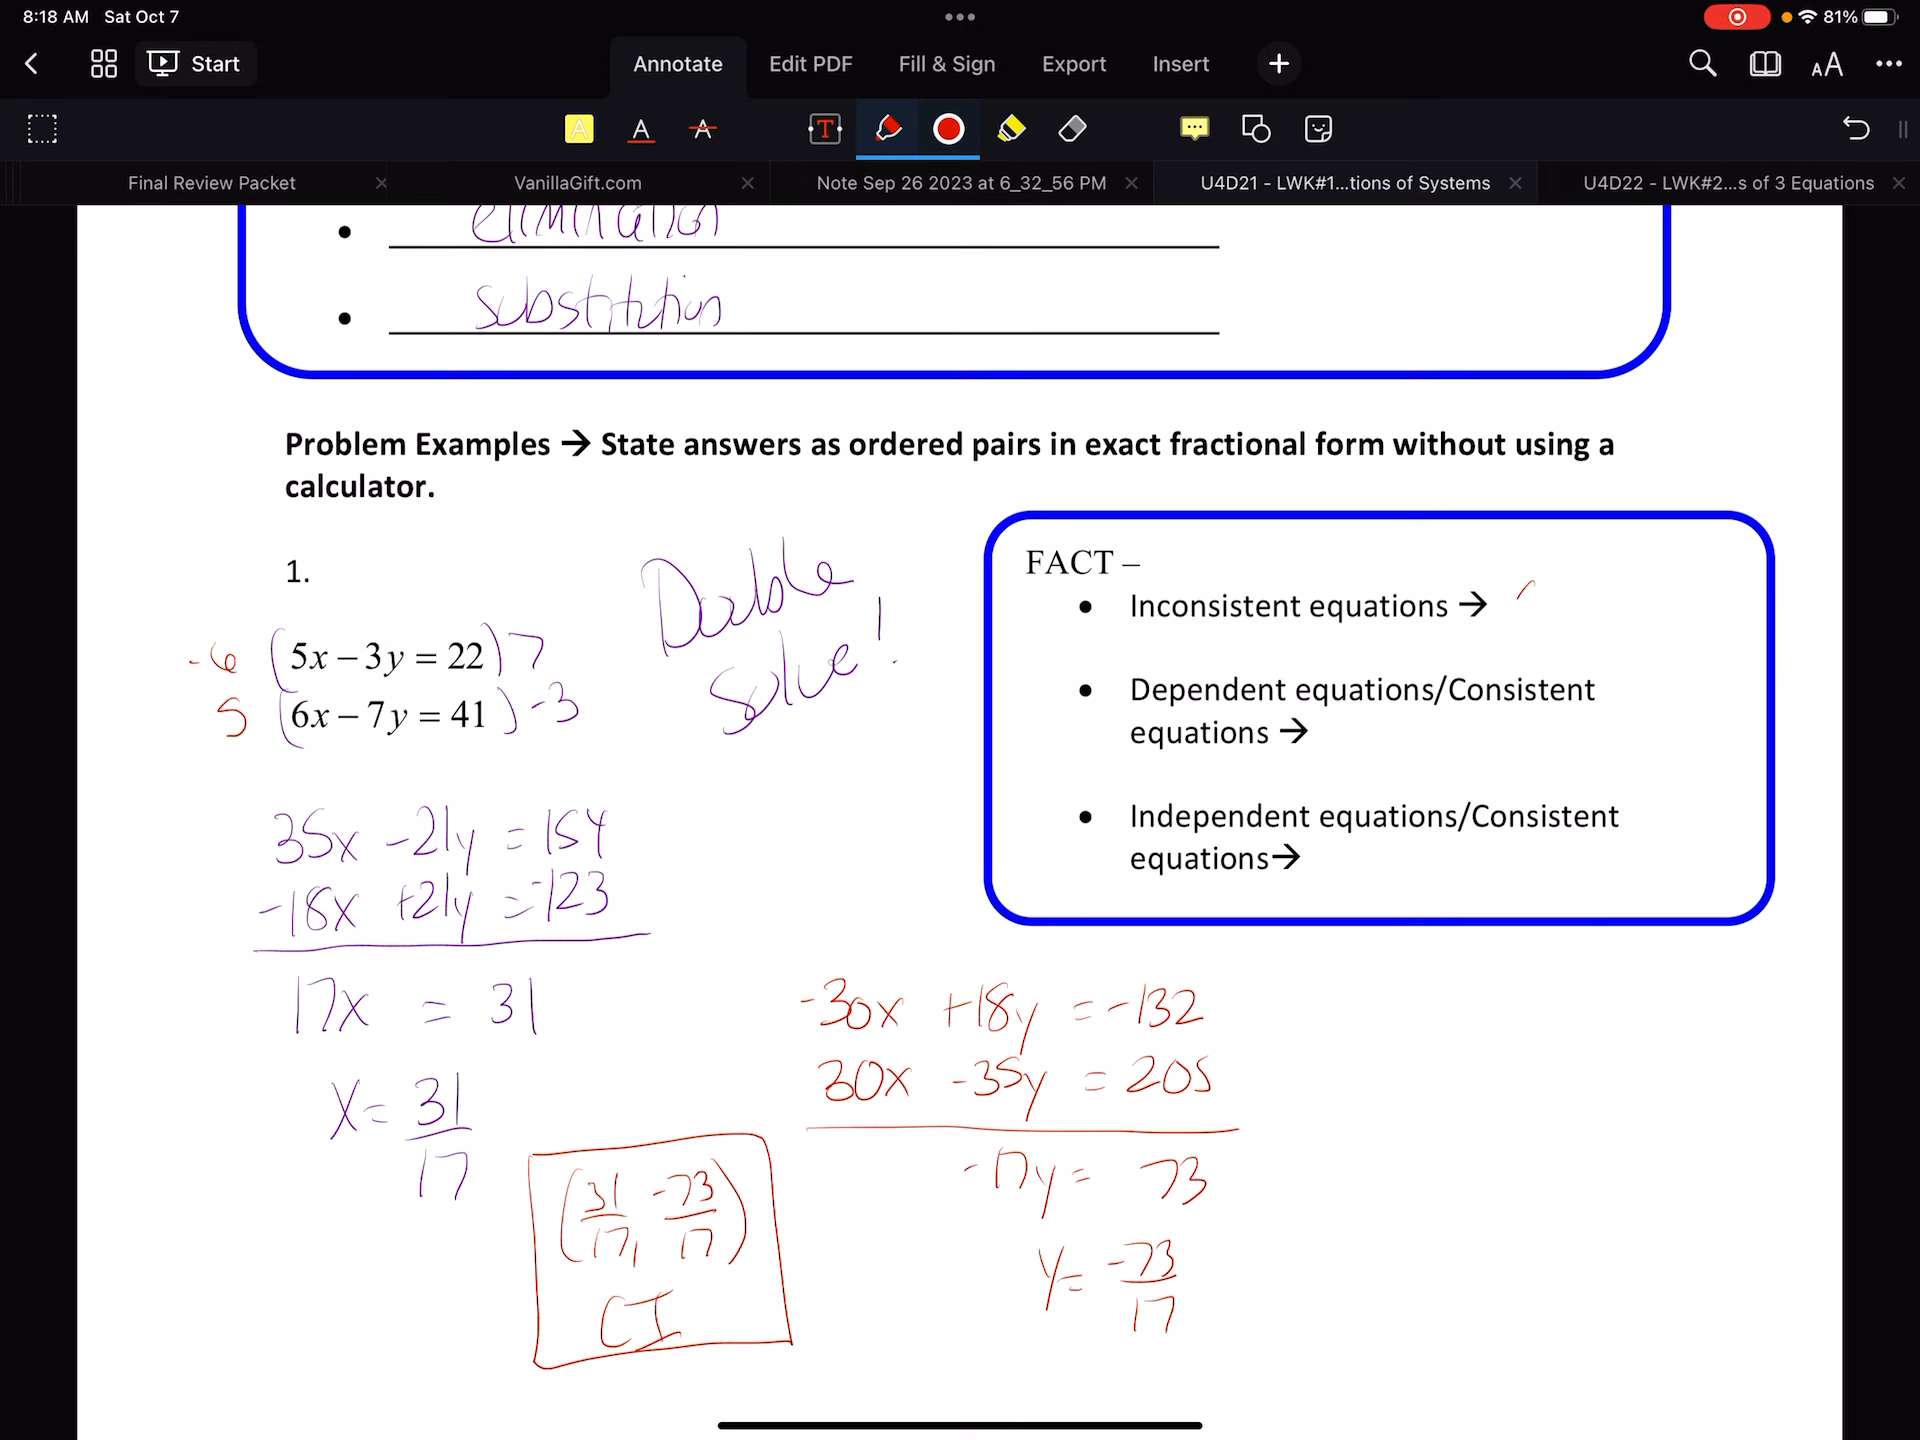 8:18 AM Sat Oct 7
81%
Start
Annotate
Edit PDF
Fill & Sign
Export
Insert
Final Review Packet
VanillaGift.com
Note Sep 26 2023 at 6_32_56 PM
U4D21 - LWK#1...tions of Systems
U4D22 - LWK#2...s of 3 Equations
• elimination
• substitution
Problem Examples → State answers as ordered pairs in exact fractional form without using a
calculator.
1.
Double
solve!
-6 (5x − 3y = 22) 7
5 (6x − 7y = 41) -3
35x -21y = 154
-18x +21y = -123
17x = 31
x = 31/17
FACT –
• Inconsistent equations →
• Dependent equations/Consistent
equations →
• Independent equations/Consistent
equations→
-30x +18y = -132
30x -35y = 205
-17y = 73
y = -73/17
(31/17, -73/17)
CI